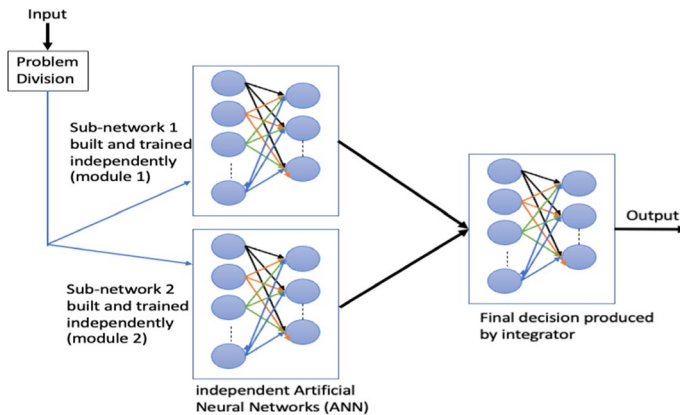 Input
Problem
Division
Sub-network 1
built and trained
independently
(module 1)
Sub-network 2
built and trained
independently
(module 2)
independent Artificial
Neural Networks (ANN)
Output
Final decision produced
by integrator